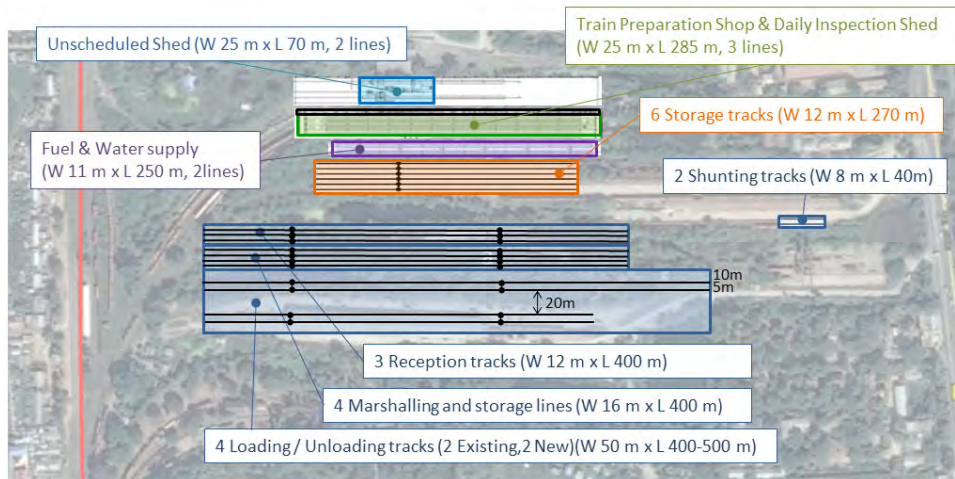 Train Preparation Shop & Daily Inspection Shed
(W 25 m x L 285 m, 3 lines)
Unscheduled Shed (W 25 m x L 70 m, 2 lines)
6 Storage tracks (W 12 m x L 270 m)
Fuel & Water supply
(W 11 m x L 250 m, 2lines)
2 Shunting tracks (W 8 m x L 40m)
10m
5m
20m
3 Reception tracks (W 12 m x L 400 m)
4 Marshalling and storage lines (W 16 m x L 400 m)
4 Loading / Unloading tracks (2 Existing,2 New)(W 50 m x L 400-500 m)